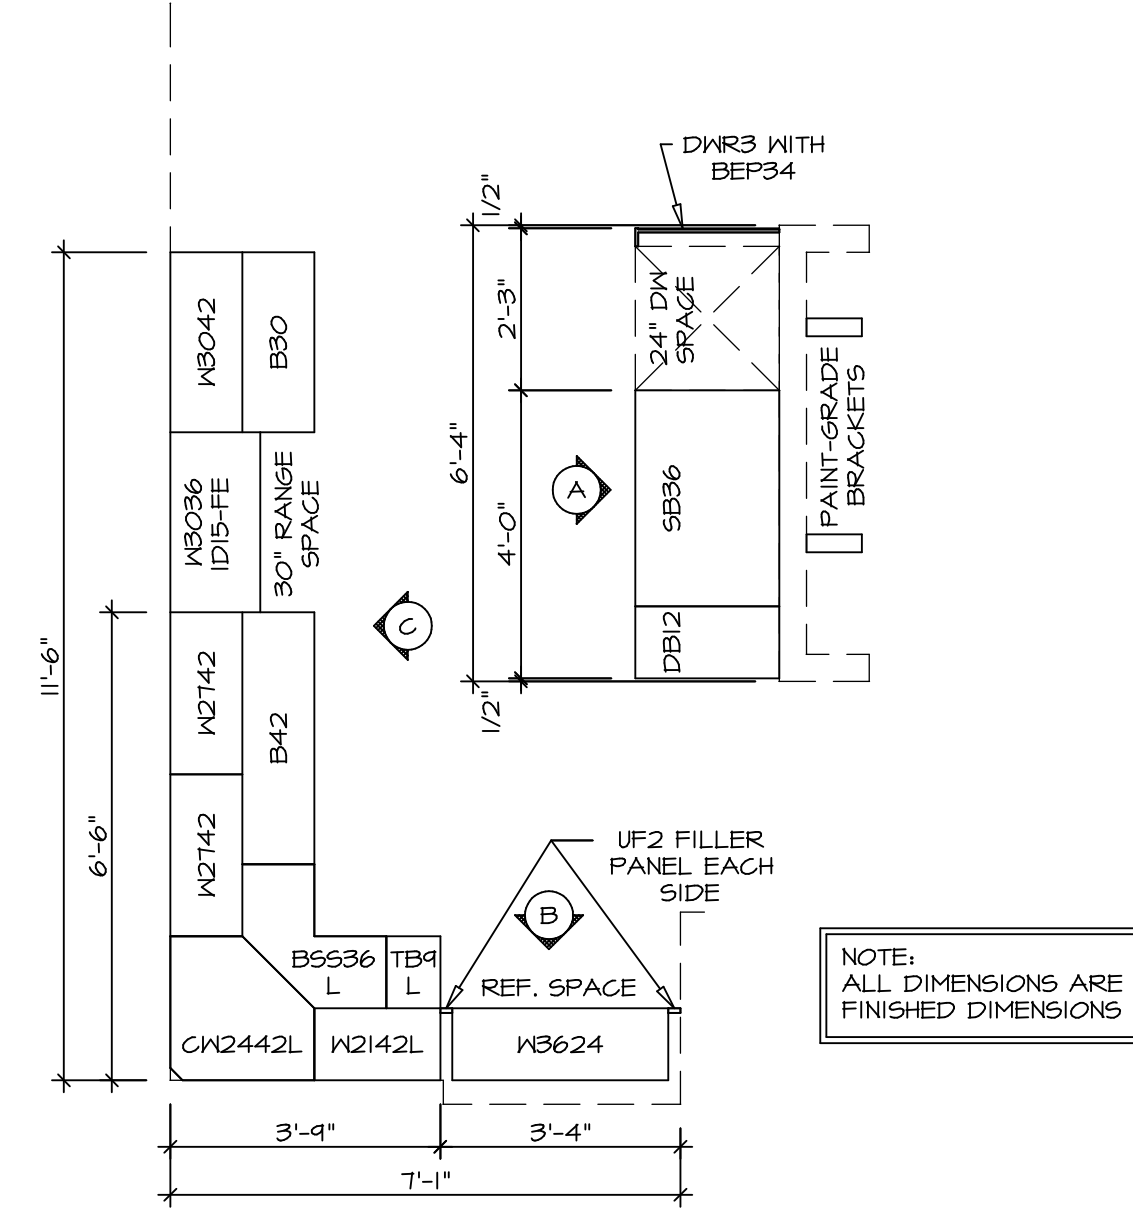 DWR3 WITH
BEP34
1/2"
2'-3"
24" DW
SPACE
W3042
B30
6'-4"
PAINT-GRADE
BRACKETS
W3036
1D15-FE
30" RANGE
SPACE
A
4'-0"
SB36
C
DB12
11'-6"
W2742
B42
1/2"
6'-6"
W2742
UF2 FILLER
PANEL EACH
SIDE
B
BSS36
L
TB9
L
REF. SPACE
NOTE:
ALL DIMENSIONS ARE
FINISHED DIMENSIONS
CW2442L
W2142L
W3624
3'-9"
3'-4"
7'-1"